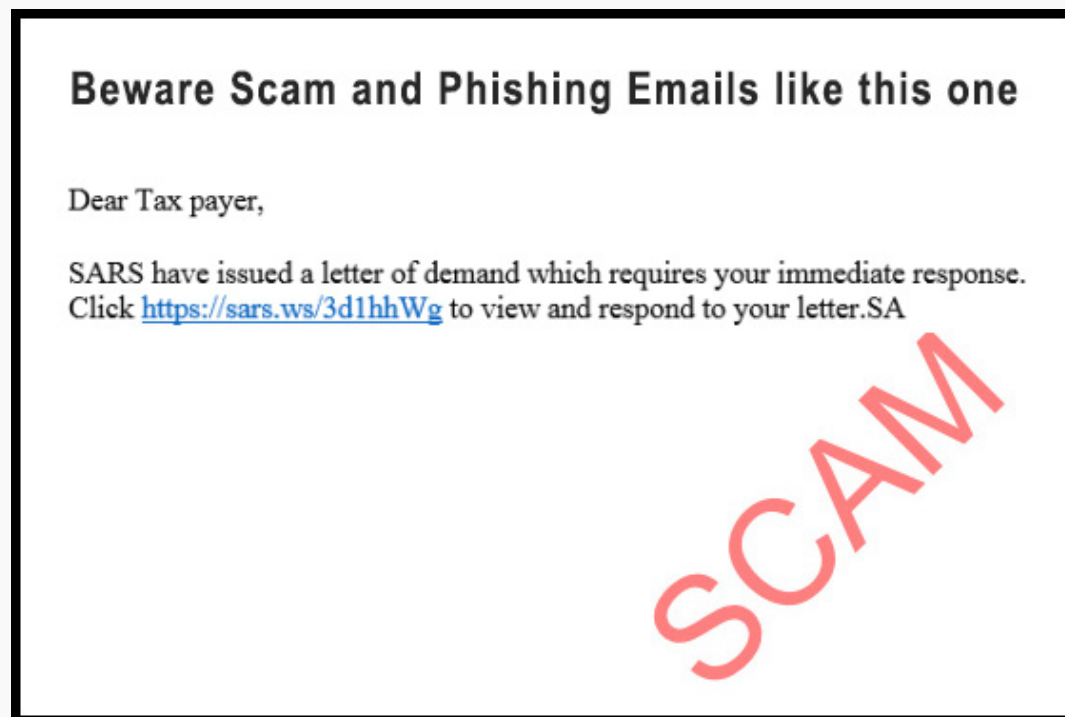 Beware Scam and Phishing Emails like this one
Dear Tax payer,
SARS have issued a letter of demand which requires your immediate response.
Click https://sars.ws/3d1hhWg to view and respond to your letter.SA
SCAM